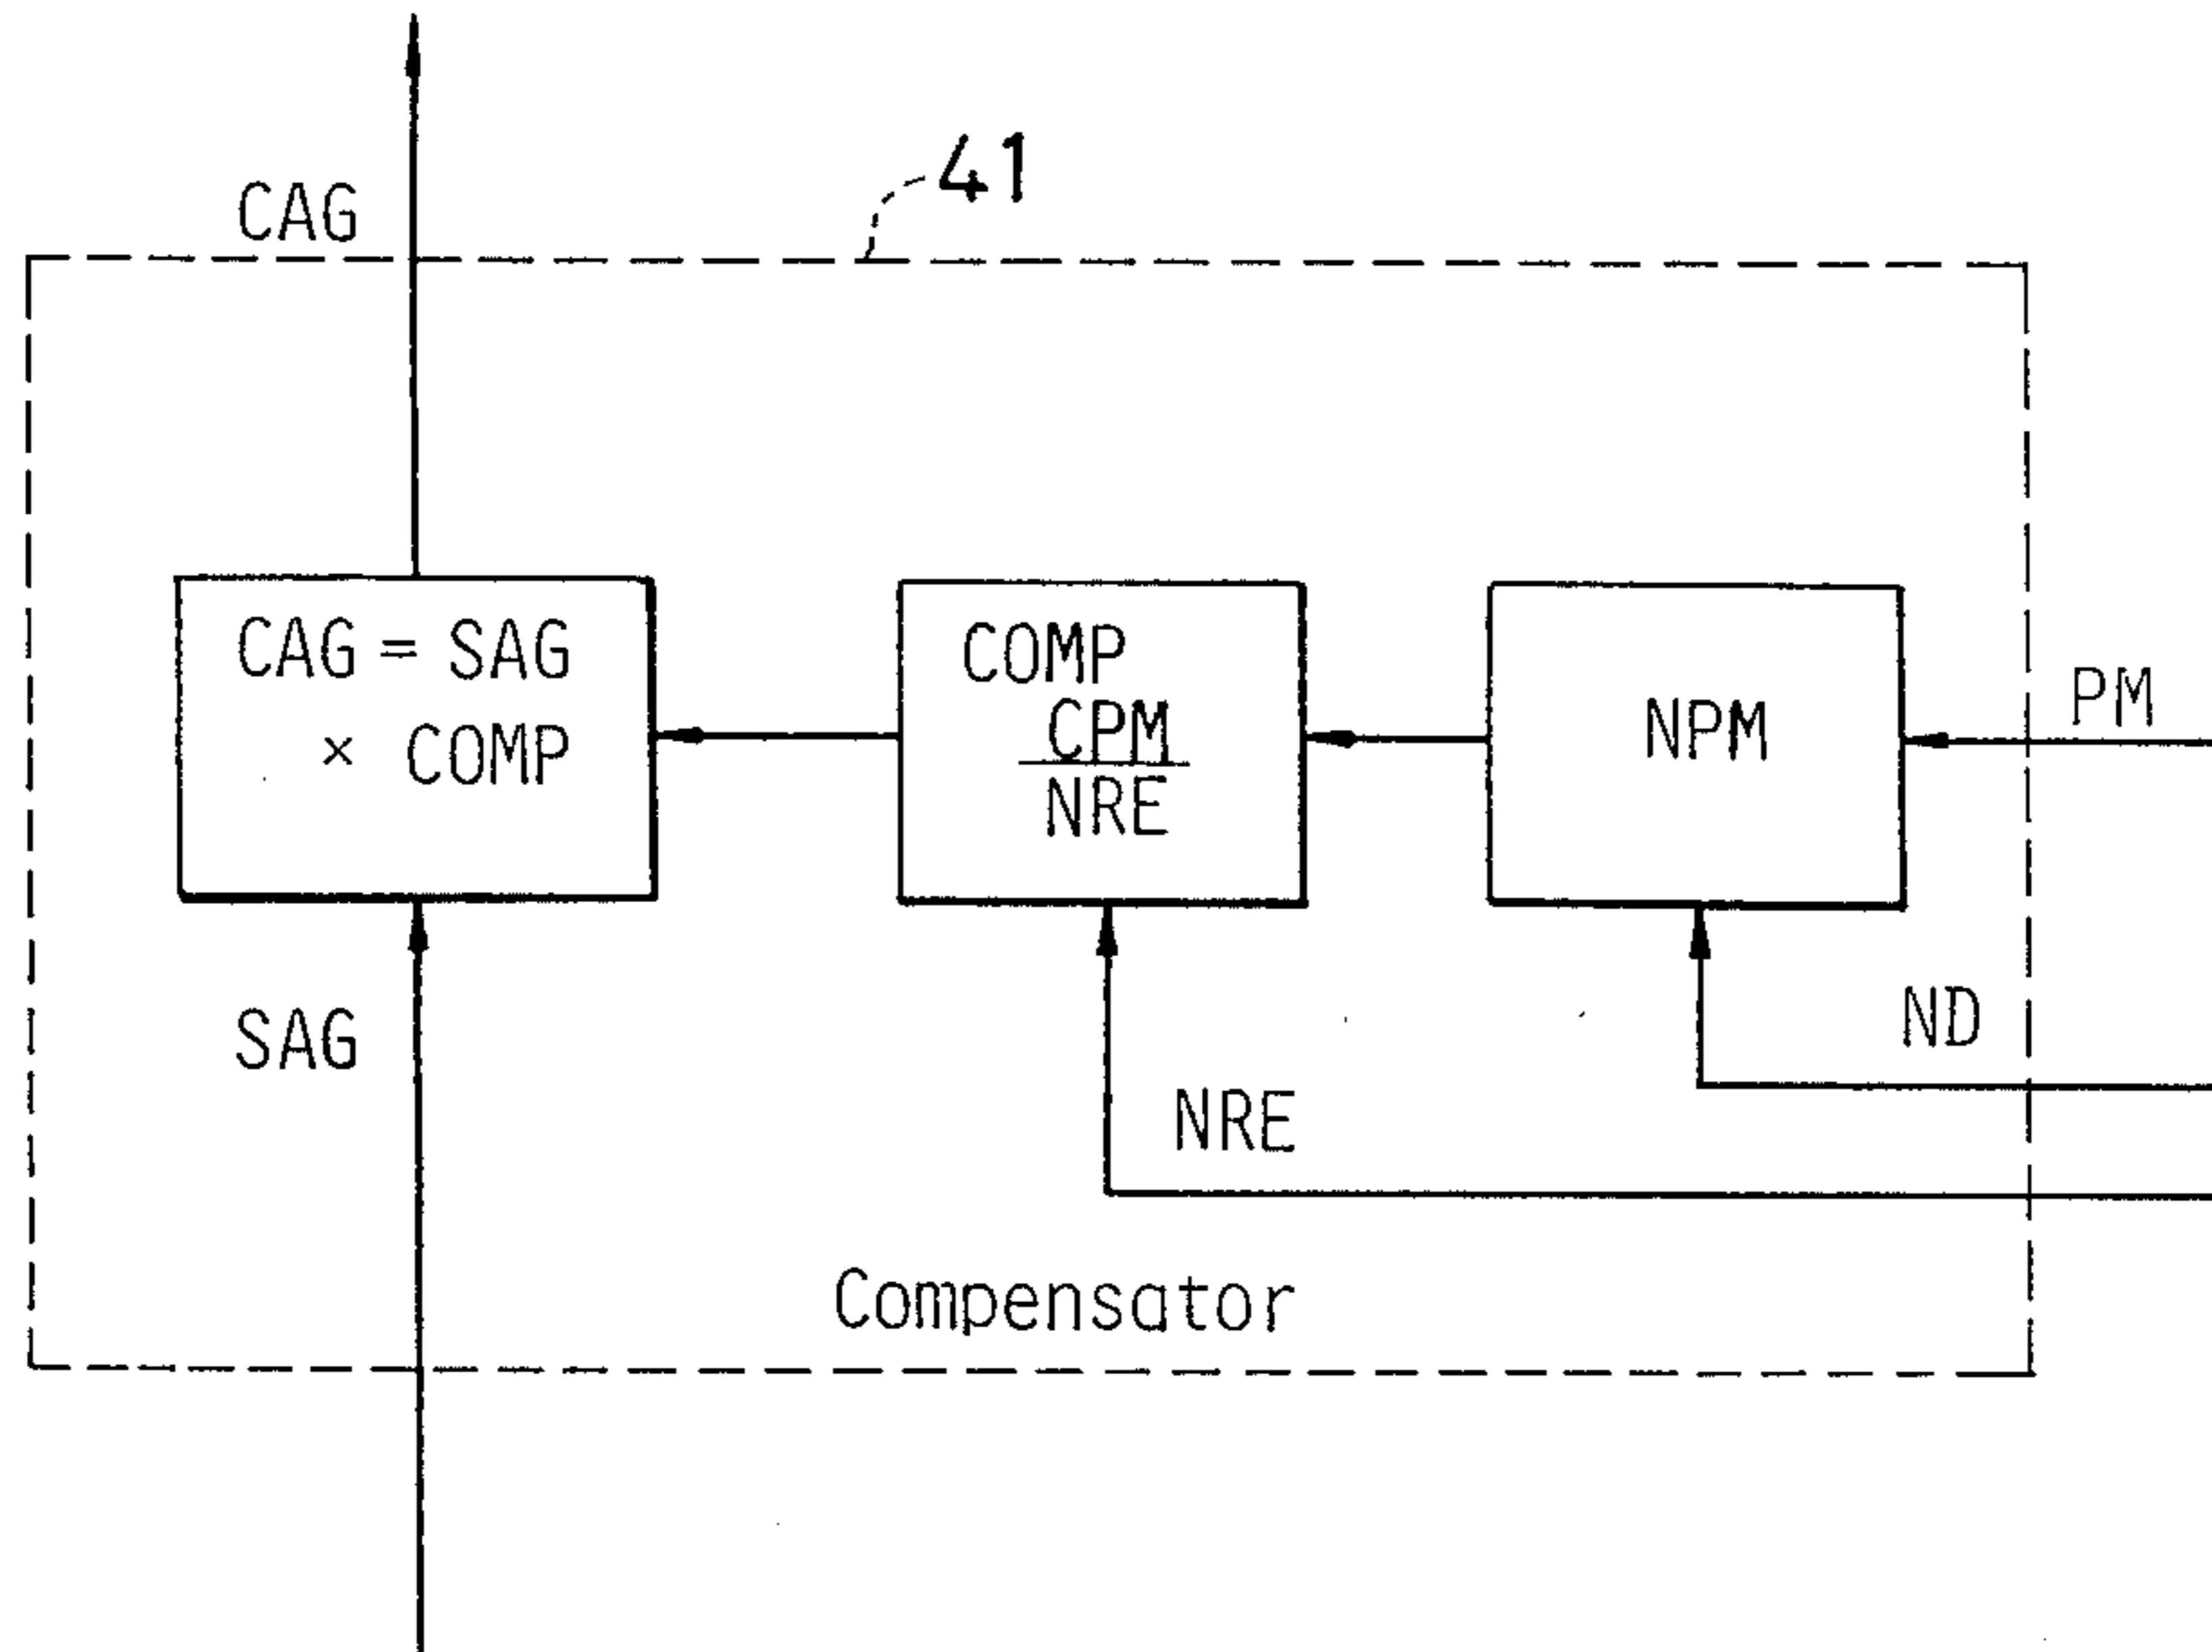 41
CAG
CAG = SAG
× COMP
COMP
CPM
NRE
NPM
PM
SAG
ND
NRE
Compensator